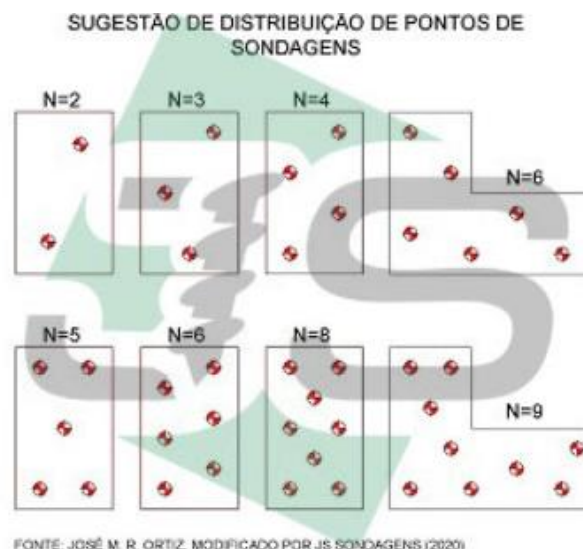 SUGESTÃO DE DISTRIBUIÇÃO DE PONTOS DE
SONDAGENS
N=2
N=3
N=4
N=6
N=5
N=6
N=8
N=9
JS
FONTE: JOSÉ M. R. ORTIZ. MODIFICADO POR JS SONDAGENS (2020)